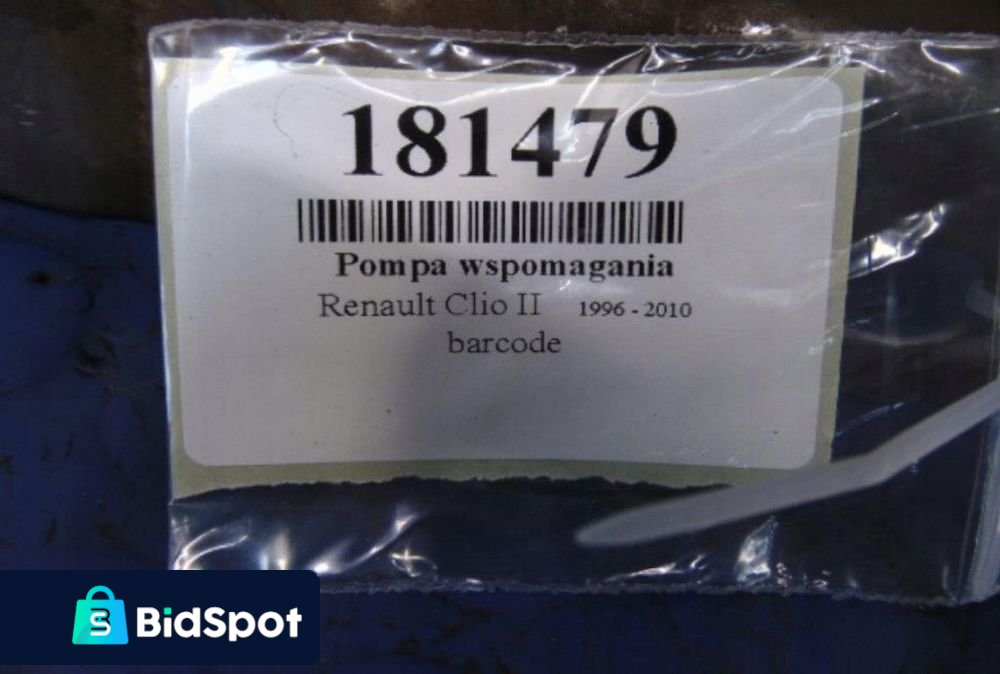 181479
Pompa wspomagania
Renault Clio II 1996 - 2010
barcode
BidSpot